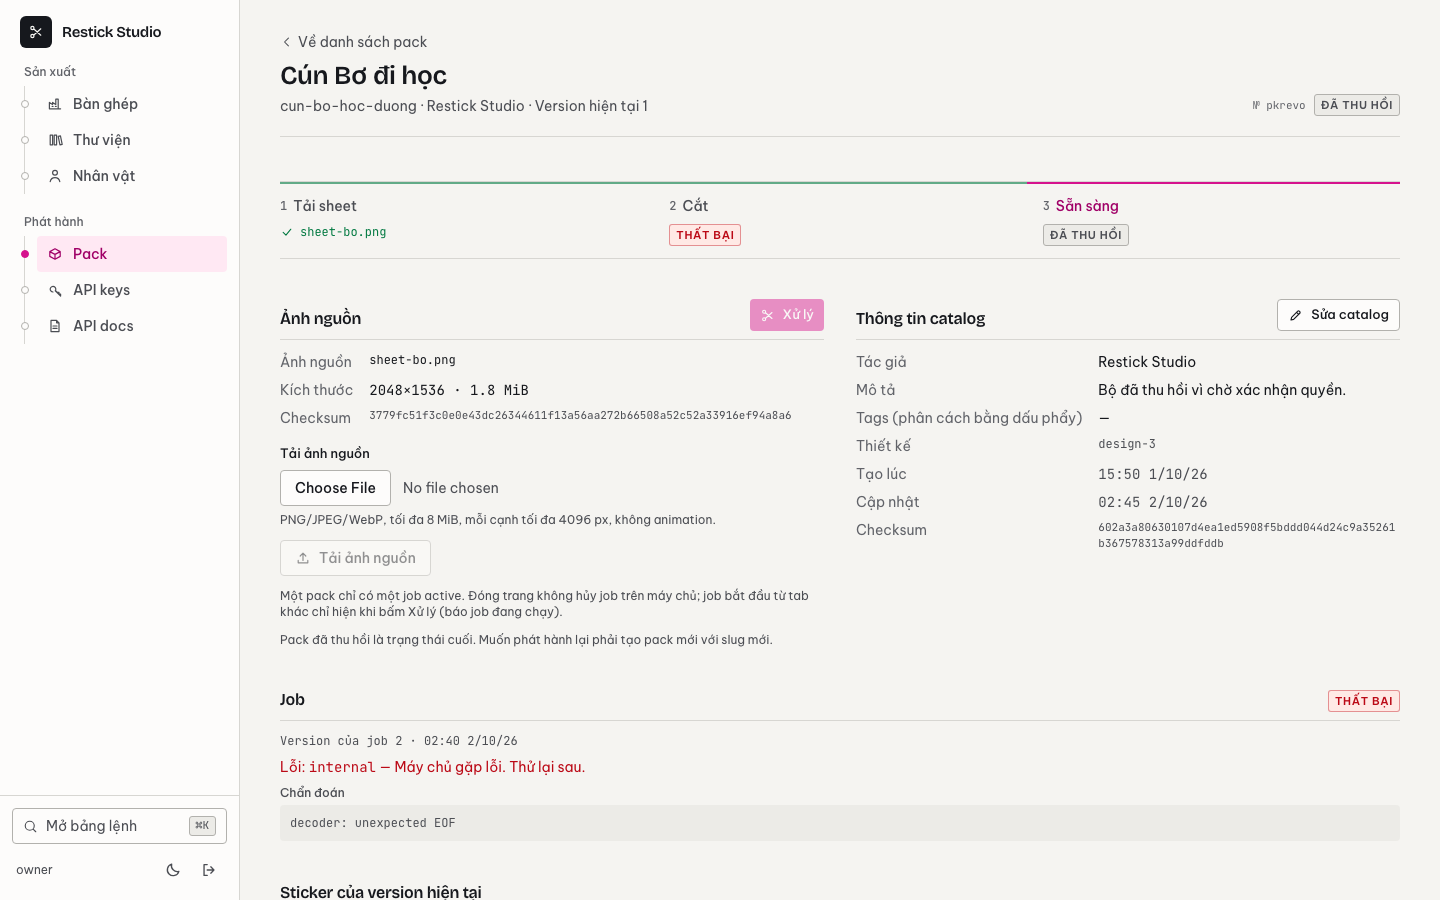 Restick Studio
Sản xuất
Bàn ghép
Thư viện
Nhân vật
Phát hành
Pack
API keys
API docs
Mở bảng lệnh
⌘K
owner
Về danh sách pack
Cún Bơ đi học
cun-bo-hoc-duong · Restick Studio · Version hiện tại 1
№ pkrevo
ĐÃ THU HỒI
1 Tải sheet
sheet-bo.png
2 Cắt
THẤT BẠI
3 Sẵn sàng
ĐÃ THU HỒI
Ảnh nguồn
Xử lý
Ảnh nguồn sheet-bo.png
Kích thước 2048×1536 · 1.8 MiB
Checksum 3779fc51f3c0e0e43dc26344611f13a56aa272b66508a52c52a33916ef94a8a6
Tải ảnh nguồn
Choose File No file chosen
PNG/JPEG/WebP, tối đa 8 MiB, mỗi cạnh tối đa 4096 px, không animation.
Tải ảnh nguồn
Một pack chỉ có một job active. Đóng trang không hủy job trên máy chủ; job bắt đầu từ tab
khác chỉ hiện khi bấm Xử lý (báo job đang chạy).
Pack đã thu hồi là trạng thái cuối. Muốn phát hành lại phải tạo pack mới với slug mới.
Thông tin catalog
Sửa catalog
Tác giả Restick Studio
Mô tả Bộ đã thu hồi vì chờ xác nhận quyền.
Tags (phân cách bằng dấu phẩy) —
Thiết kế design-3
Tạo lúc 15:50 1/10/26
Cập nhật 02:45 2/10/26
Checksum 602a3a80630107d4ea1ed5908f5bddd044d24c9a35261
b367578313a99ddfddb
Job
THẤT BẠI
Version của job 2 · 02:40 2/10/26
Lỗi: internal — Máy chủ gặp lỗi. Thử lại sau.
Chẩn đoán
decoder: unexpected EOF
Sticker của version hiện tại